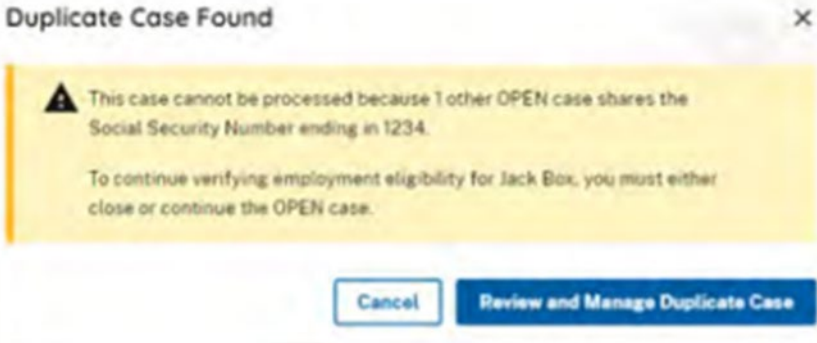 Duplicate Case Found
This case cannot be processed because 1 other OPEN case shares the
Social Security Number ending in 1234.
To continue verifying employment eligibility for Jack Box, you must either
close or continue the OPEN case.
Cancel
Review and Manage Duplicate Case